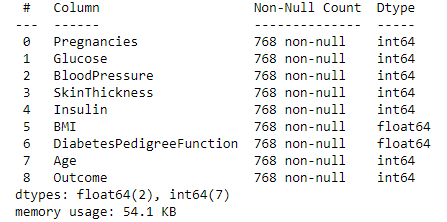 #   Column                    Non-Null Count  Dtype
---  ------                    --------------  -----
0   Pregnancies               768 non-null    int64
1   Glucose                   768 non-null    int64
2   BloodPressure             768 non-null    int64
3   SkinThickness             768 non-null    int64
4   Insulin                   768 non-null    int64
5   BMI                       768 non-null    float64
6   DiabetesPedigreeFunction  768 non-null    float64
7   Age                       768 non-null    int64
8   Outcome                   768 non-null    int64
dtypes: float64(2), int64(7)
memory usage: 54.1 KB